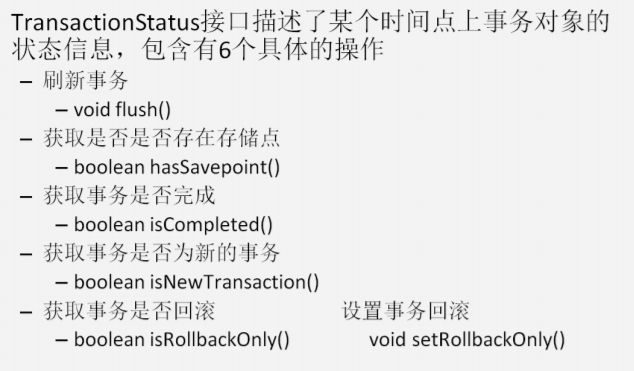 TransactionStatus接口描述了某个时间点上事务对象的
状态信息，包含有6个具体的操作
– 刷新事务
– void flush()
– 获取是否是否存在存储点
– boolean hasSavepoint()
– 获取事务是否完成
– boolean isCompleted()
– 获取事务是否为新的事务
– boolean isNewTransaction()
– 获取事务是否回滚 设置事务回滚
– boolean isRollbackOnly() void setRollbackOnly()